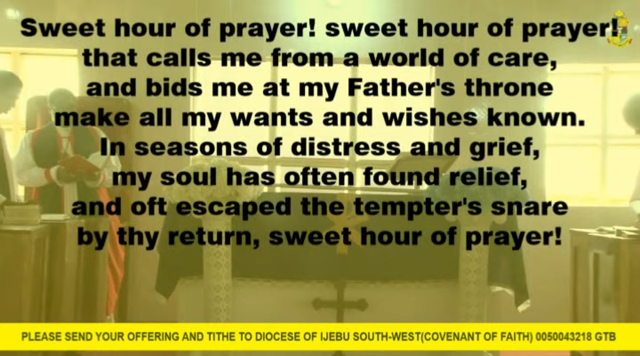 Sweet hour of prayer! sweet hour of prayer!
that calls me from a world of care,
and bids me at my Father's throne
make all my wants and wishes known.
In seasons of distress and grief,
my soul has often found relief,
and oft escaped the tempter's snare
by thy return, sweet hour of prayer!
PLEASE SEND YOUR OFFERING AND TITHE TO DIOCESE OF IJEBU SOUTH-WEST(COVENANT OF FAITH) 0050043218 GTB